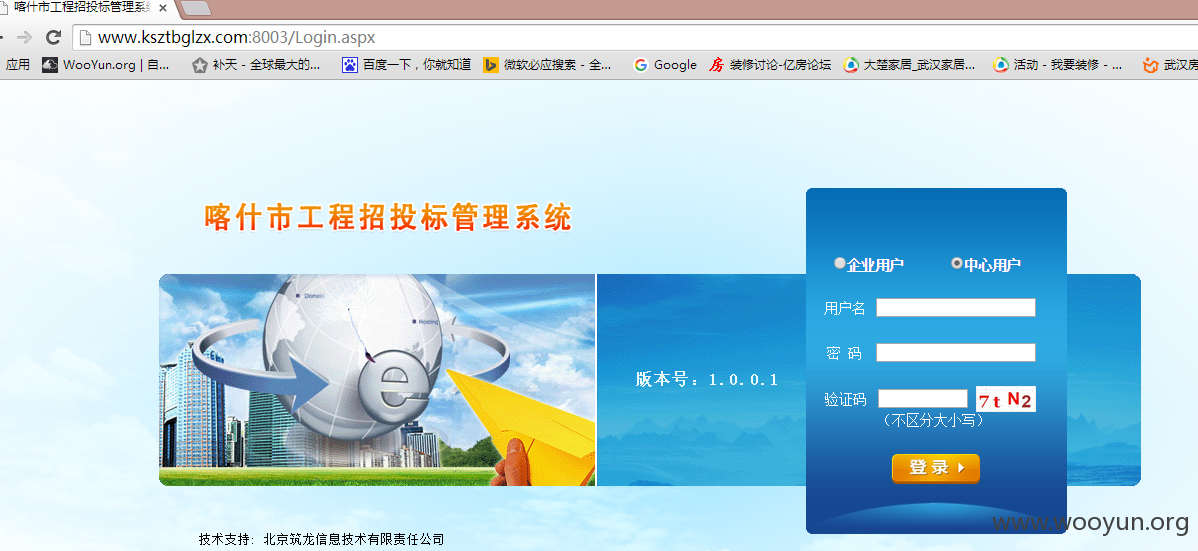 喀什市工程招投标管理系统
www.ksztbglzx.com:8003/Login.aspx
应用 WooYun.org | 自... 补天 - 全球最大的... 百度一下，你就知道 微软必应搜索 - 全... Google 装修讨论-亿房论坛 大楚家居_武汉家居... 活动 - 我要装修 - ... 武汉房
喀什市工程招投标管理系统
企业用户 中心用户
用户名
密 码
验证码 7tN2
（不区分大小写）
登录
Domain
Hosting
e
版本号：1.0.0.1
技术支持: 北京筑龙信息技术有限责任公司
www.wooyun.org